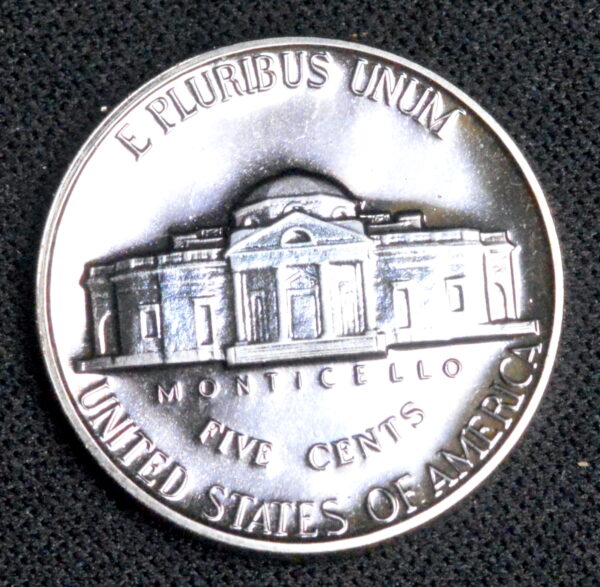 E PLURIBUS UNUM
MONTICELLO
FIVE CENTS
UNITED STATES OF AMERICA